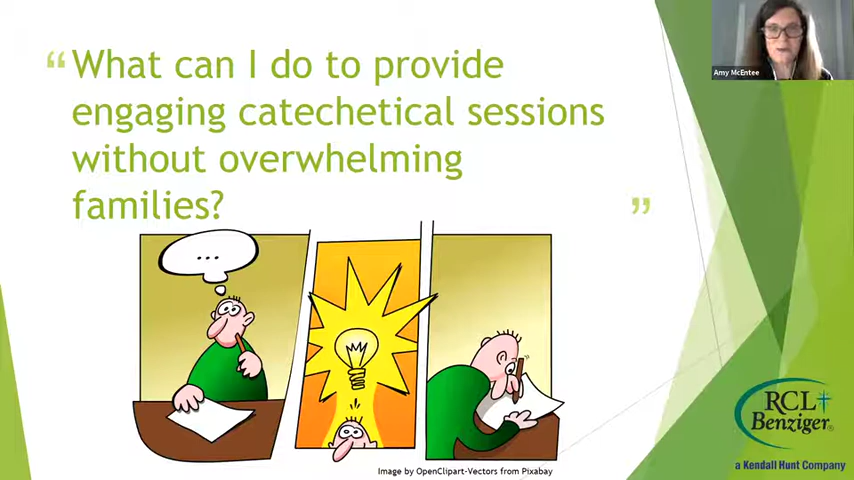 “What can I do to provide
engaging catechetical sessions
without overwhelming
families?
”
Amy McEntee
...
Image by OpenClipart-Vectors from Pixabay
RCL
Benziger®
a Kendall Hunt Company